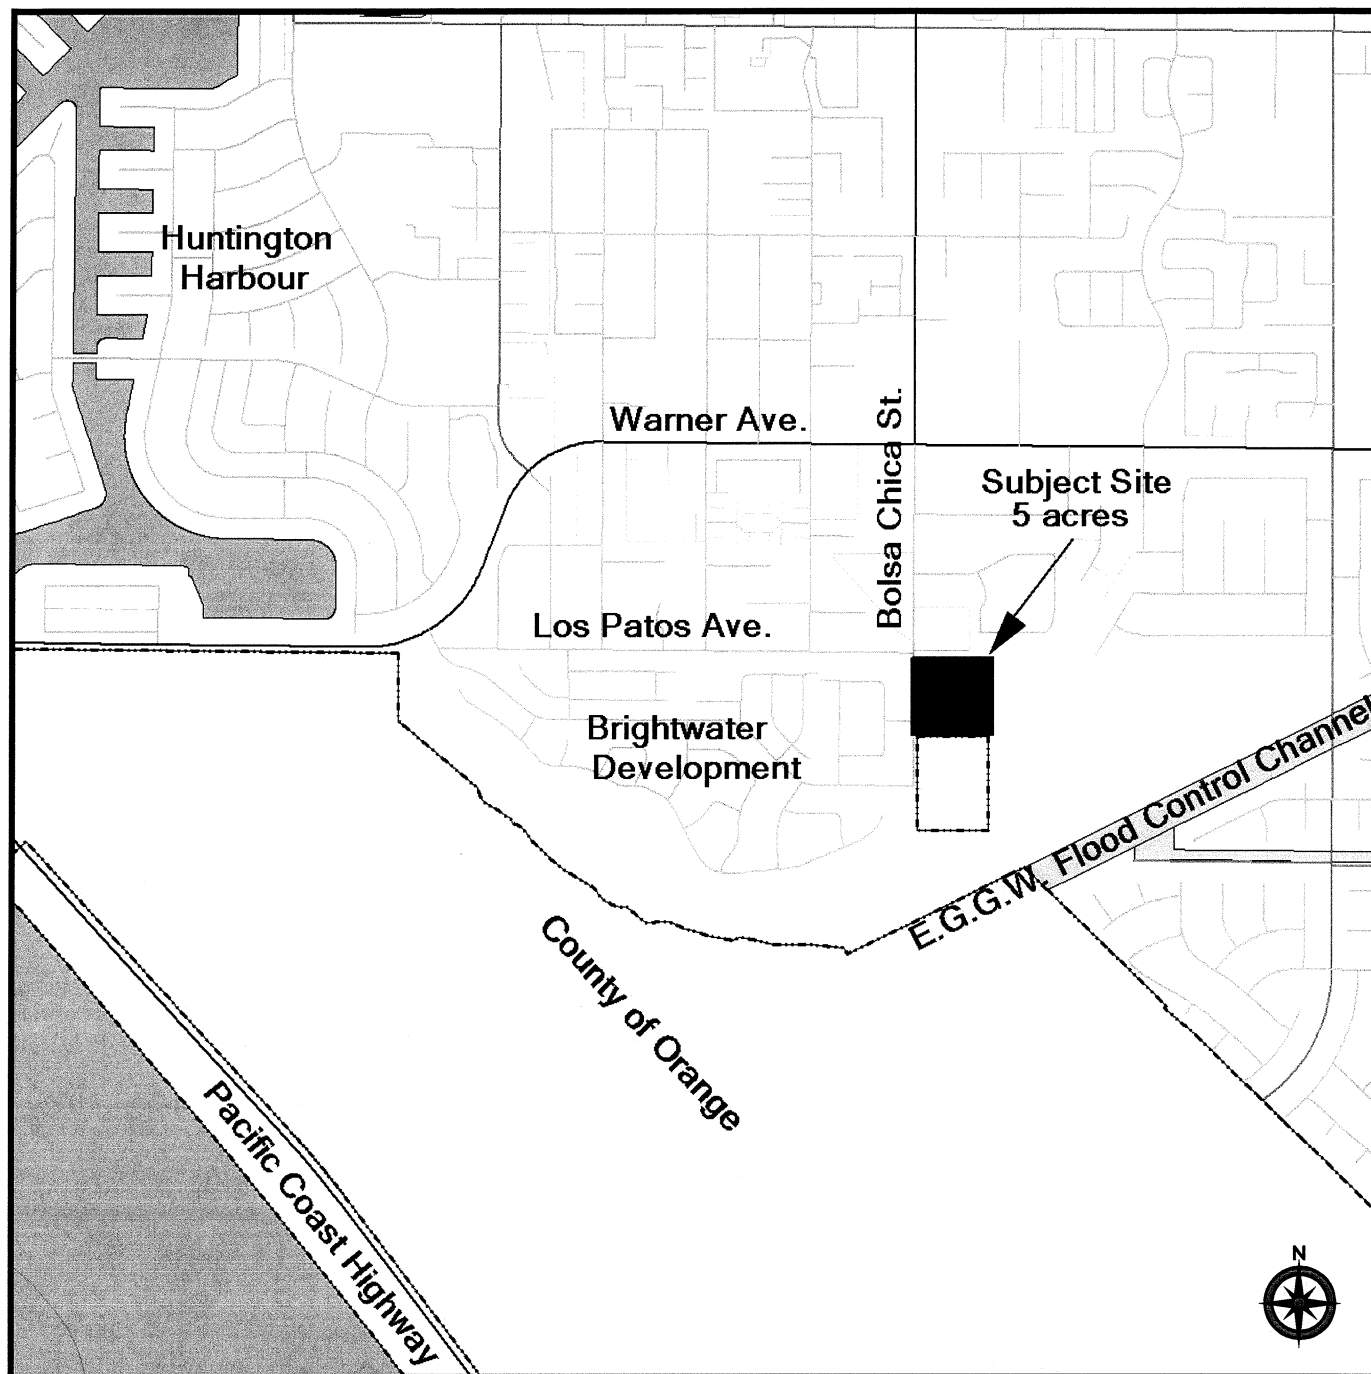 Huntington
Harbour
Warner Ave.
Bolsa Chica St.
Subject Site
5 acres
Los Patos Ave.
Brightwater
Development
E.G.G.W. Flood Control Channel
County of Orange
Pacific Coast Highway
N